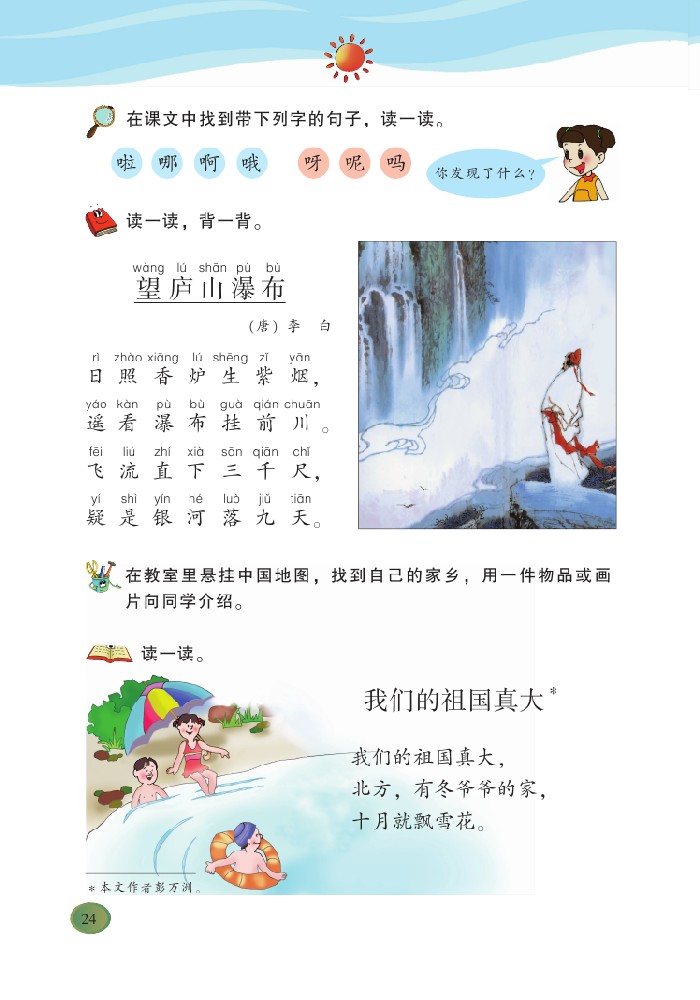 在课文中找到带下列字的句子，读一读。
啦 哪 啊 哦 呀 呢 吗
你发现了什么？
读一读，背一背。
wàng lú shān pù bù
望庐山瀑布
（唐）李 白
rì zhào xiāng lú shēng zǐ yān
日 照 香 炉 生 紫 烟，
yáo kàn pù bù guà qián chuān
遥 看 瀑 布 挂 前 川。
fēi liú zhí xià sān qiān chǐ
飞 流 直 下 三 千 尺，
yí shì yín hé luò jiǔ tiān
疑 是 银 河 落 九 天。
在教室里悬挂中国地图，找到自己的家乡，用一件物品或画
片向同学介绍。
读一读。
我们的祖国真大*
我们的祖国真大，
北方，有冬爷爷的家，
十月就飘雪花。
*本文作者彭万洲。
24